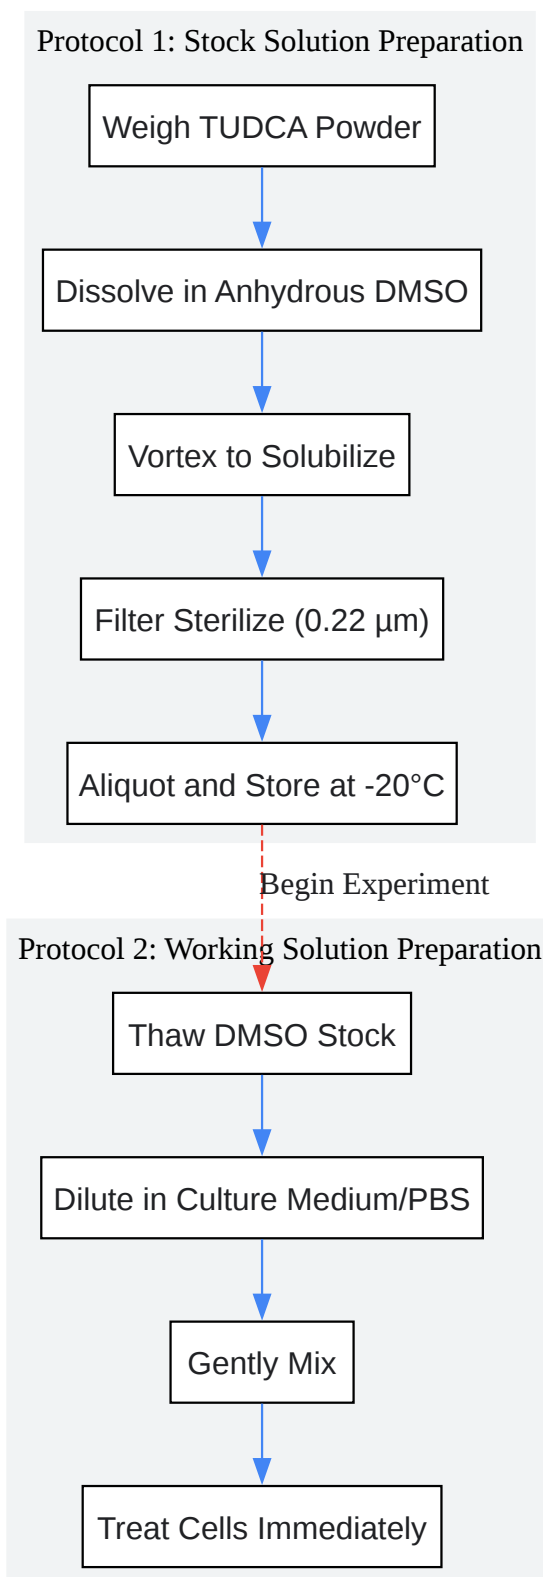 Protocol 1: Stock Solution Preparation
Weigh TUDCA Powder
Dissolve in Anhydrous DMSO
Vortex to Solubilize
Filter Sterilize (0.22 µm)
Aliquot and Store at -20°C
Begin Experiment
Protocol 2: Working Solution Preparation
Thaw DMSO Stock
Dilute in Culture Medium/PBS
Gently Mix
Treat Cells Immediately